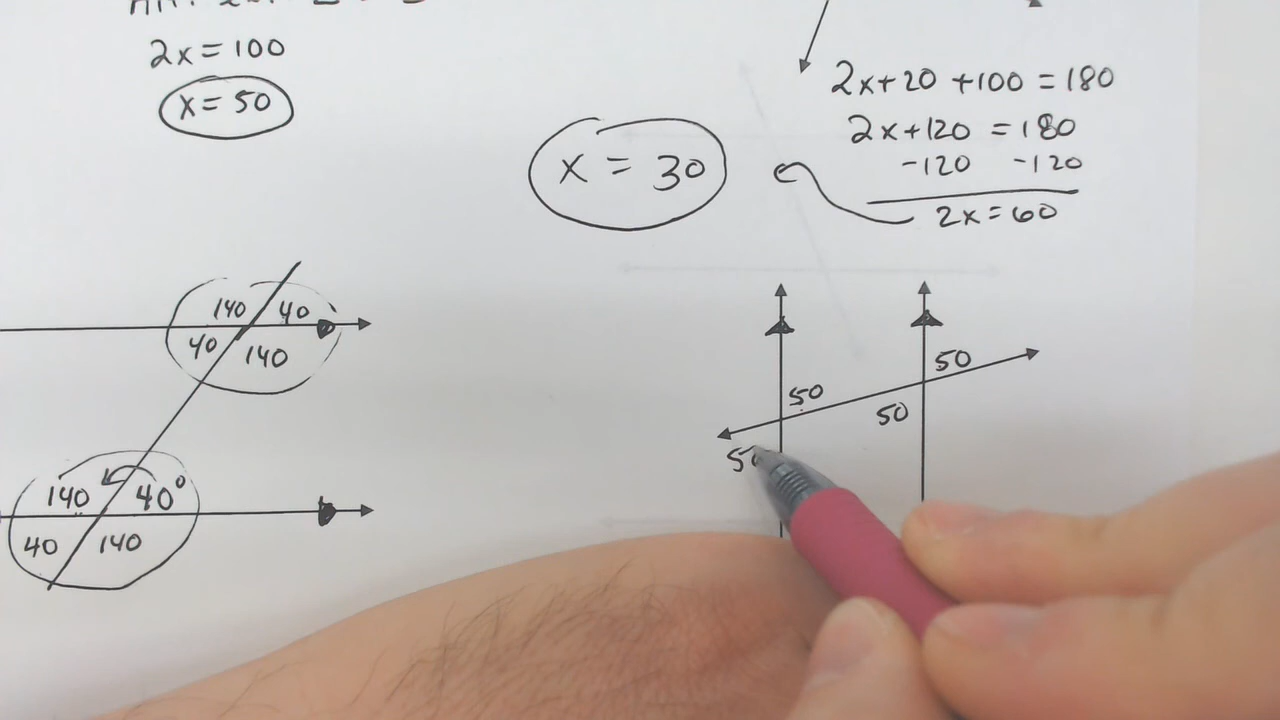 2x = 100
x = 50
2x+20 +100 = 180
2x+120 = 180
-120 -120
2x = 60
x = 30
140 40
40 140
140 40°
40 140
50
50
50
50